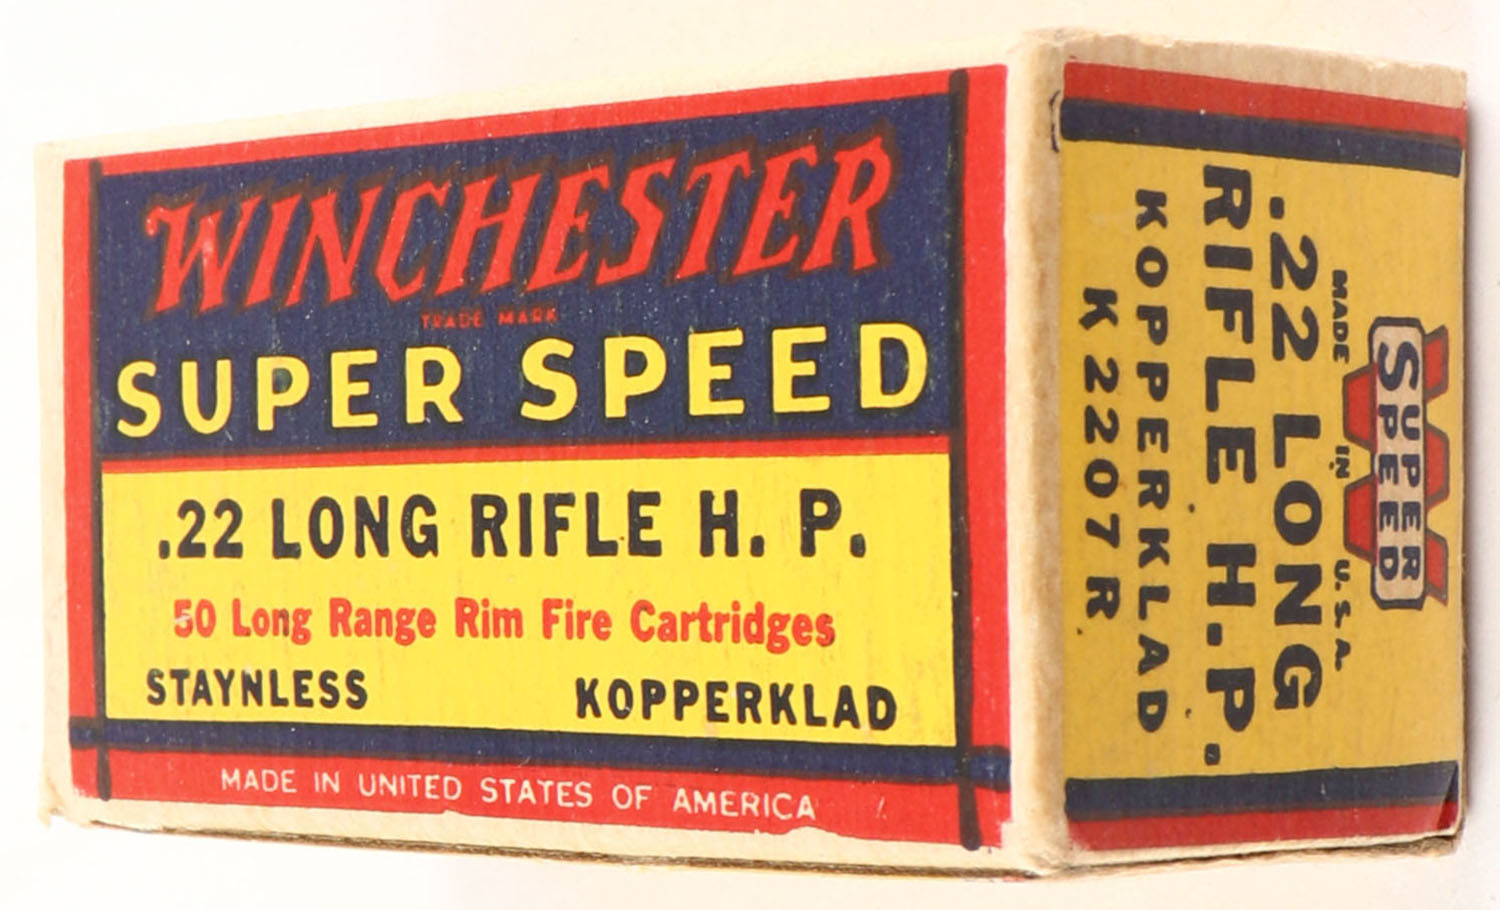 WINCHESTER
TRADE MARK
SUPER SPEED
.22 LONG RIFLE H. P.
50 Long Range Rim Fire Cartridges
STAYNLESS KOPPERKLAD
MADE IN UNITED STATES OF AMERICA
W
SUPER
SPEED
MADE IN U.S.A.
.22 LONG
RIFLE H.P.
KOPPERKLAD
K2207R